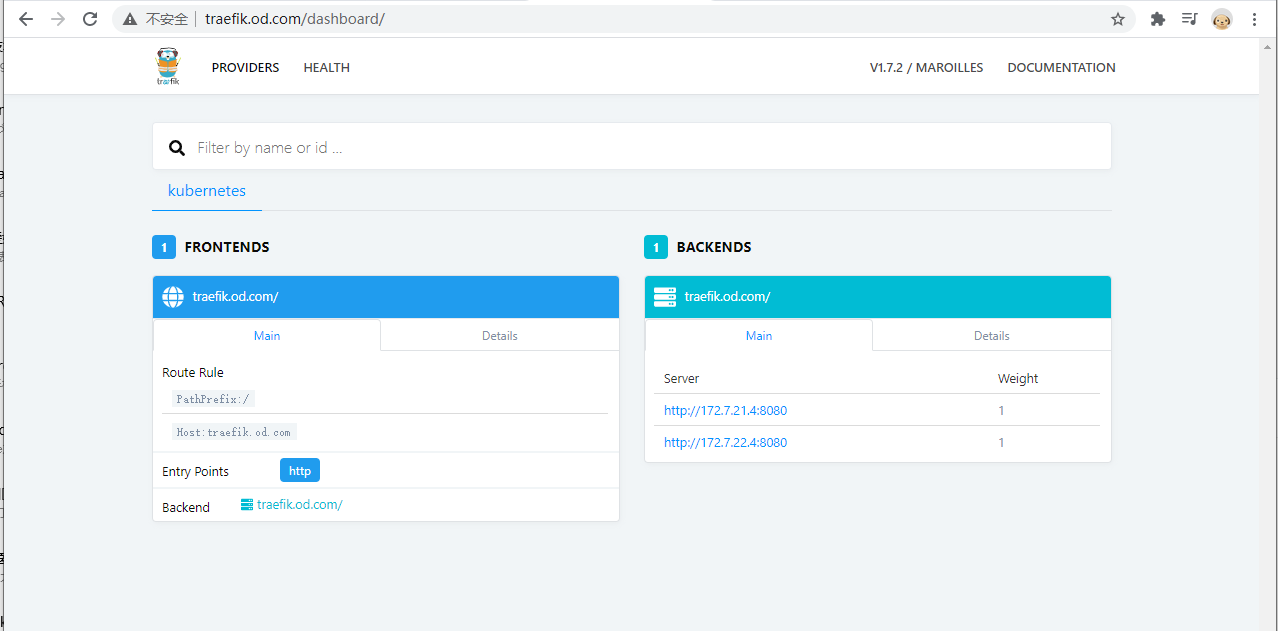 不安全 traefik.od.com/dashboard/
træfik PROVIDERS HEALTH V1.7.2 / MAROILLES DOCUMENTATION
Filter by name or id ...
kubernetes
1 FRONTENDS
traefik.od.com/
Main Details
Route Rule
PathPrefix:/
Host:traefik.od.com
Entry Points http
Backend traefik.od.com/
1 BACKENDS
traefik.od.com/
Main Details
Server Weight
http://172.7.21.4:8080 1
http://172.7.22.4:8080 1